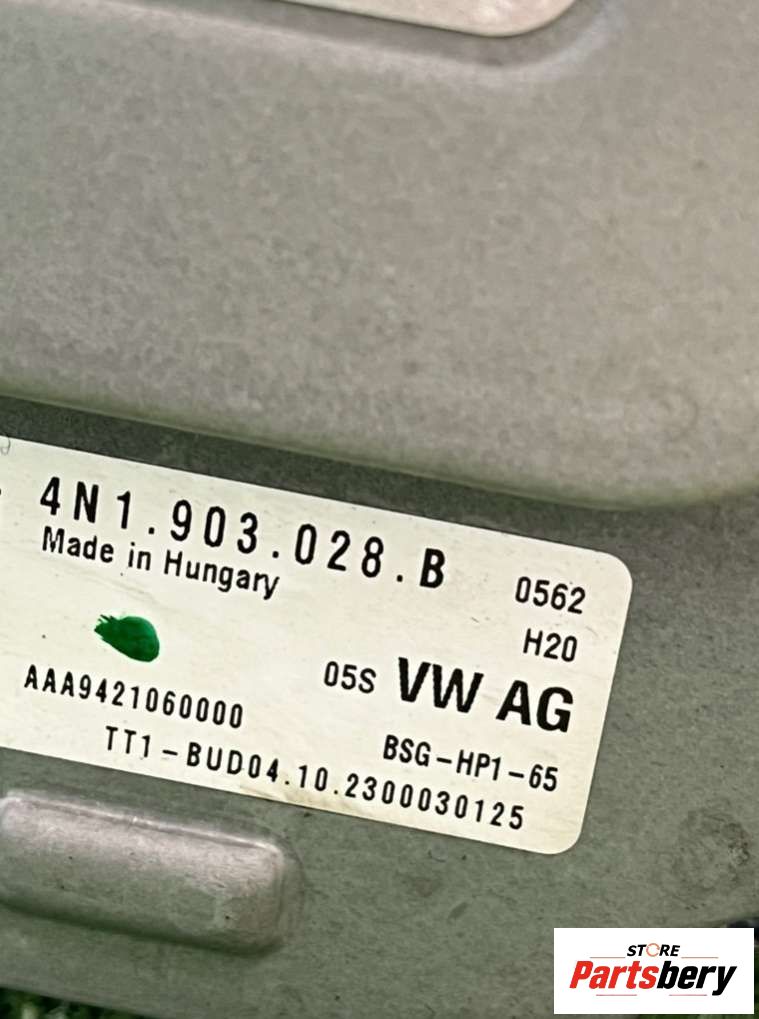 4N1.903.028.B
0562
Made in Hungary
H20
05S VW AG
AAA9421060000
BSG-HP1-65
TT1-BUD04.10.2300030125
STORE
Partsbery